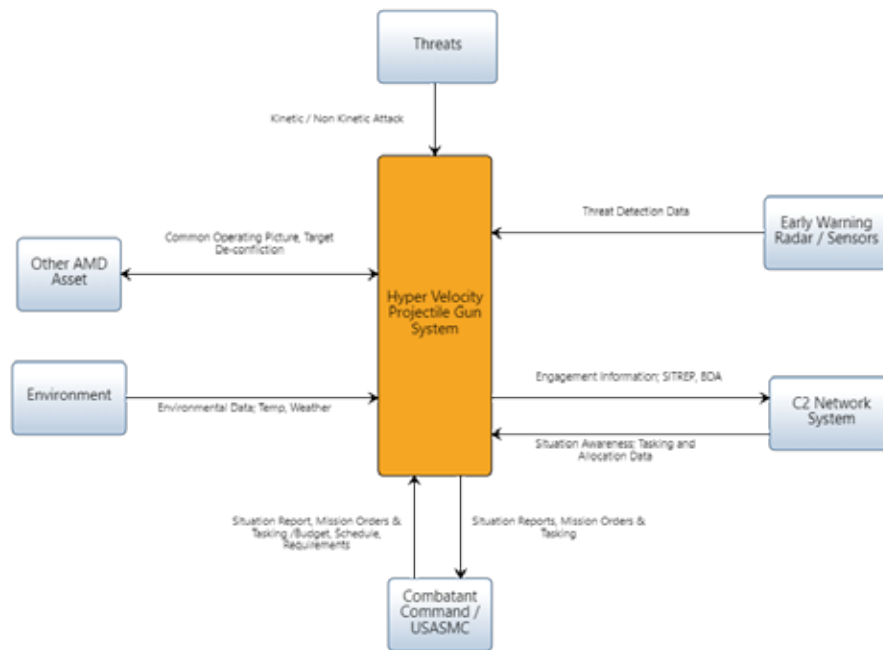 Threats
Kinetic / Non Kinetic Attack
Threat Detection Data
Early Warning
Radar / Sensors
Common Operating Picture, Target
De-confliction
Other AMD
Asset
Hyper Velocity
Projectile Gun
System
Environment
Environmental Data; Temp, Weather
Engagement Information; SITREP, BDA
C2 Network
System
Situation Awareness; Tasking and
Allocation Data
Situation Report, Mission Orders &
Tasking /Budget, Schedule,
Requirements
Situation Reports, Mission Orders &
Tasking
Combatant
Command /
USASMC